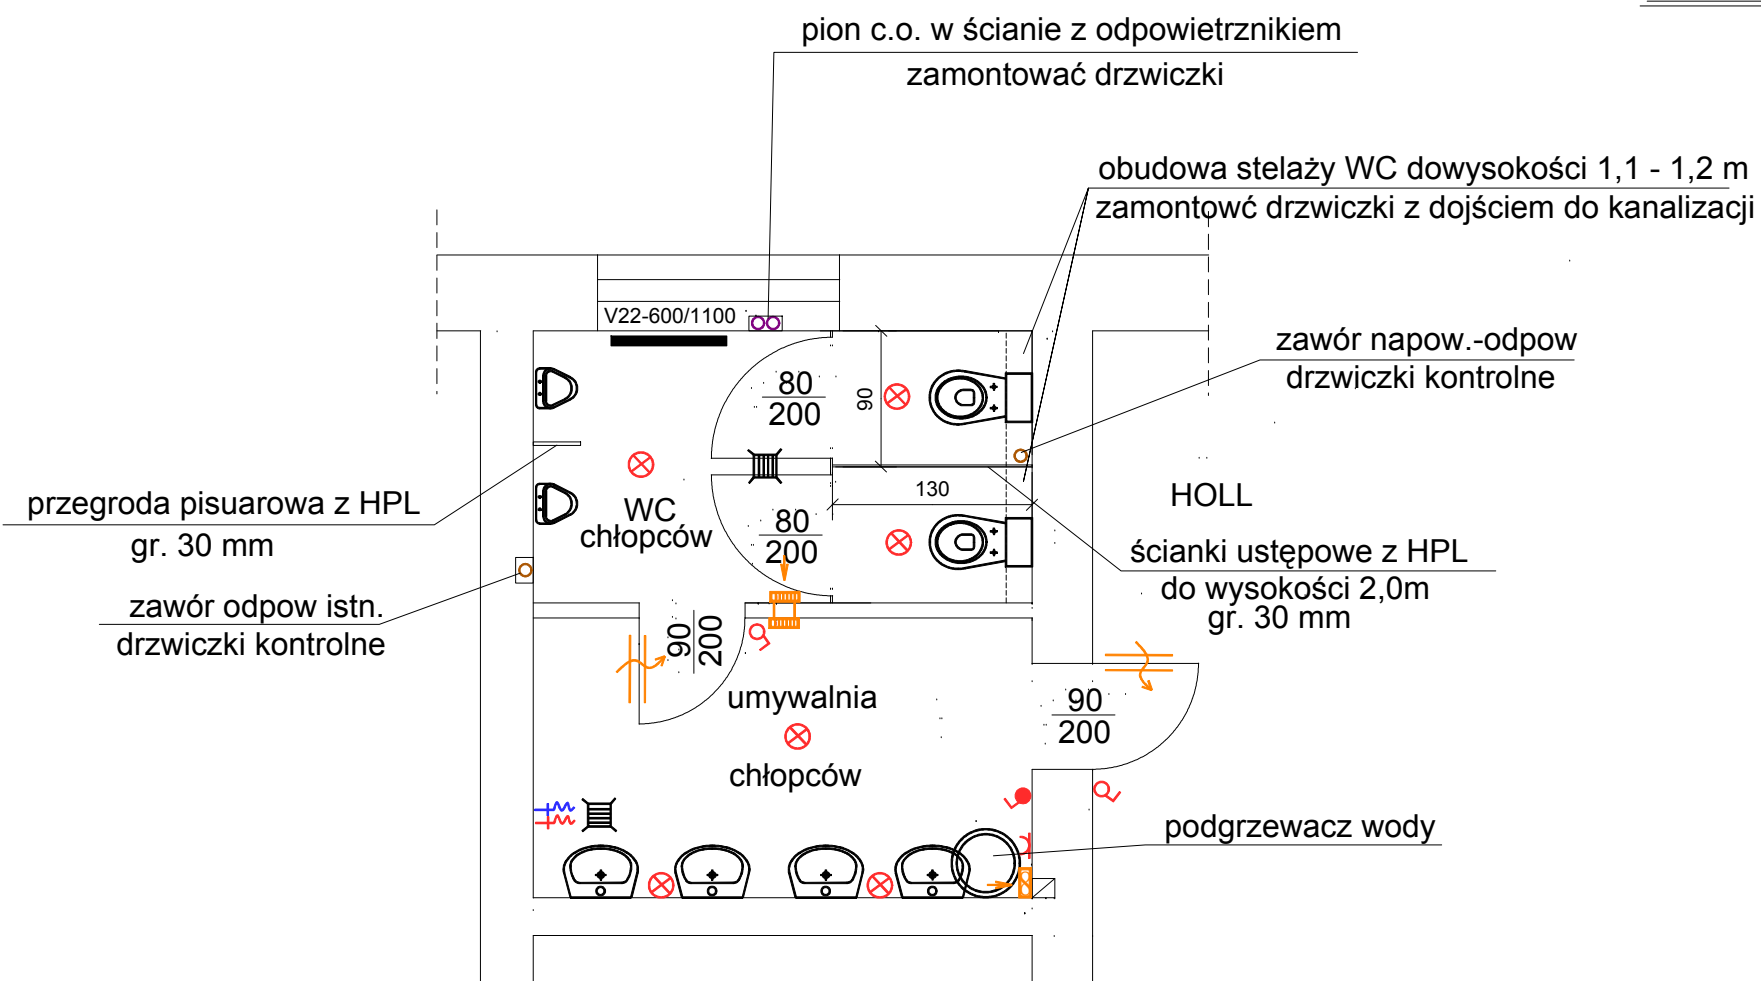 pion c.o. w ścianie z odpowietrznikiem
zamontować drzwiczki
obudowa stelaży WC dowysokości 1,1 - 1,2 m
zamontowć drzwiczki z dojściem do kanalizacji
V22-600/1100
zawór napow.-odpow
drzwiczki kontrolne
80
200
90
130
HOLL
przegroda pisuarowa z HPL
gr. 30 mm
WC
chłopców
80
200
ścianki ustępowe z HPL
do wysokości 2,0m
gr. 30 mm
zawór odpow istn.
drzwiczki kontrolne
90
200
umywalnia
chłopców
90
200
podgrzewacz wody